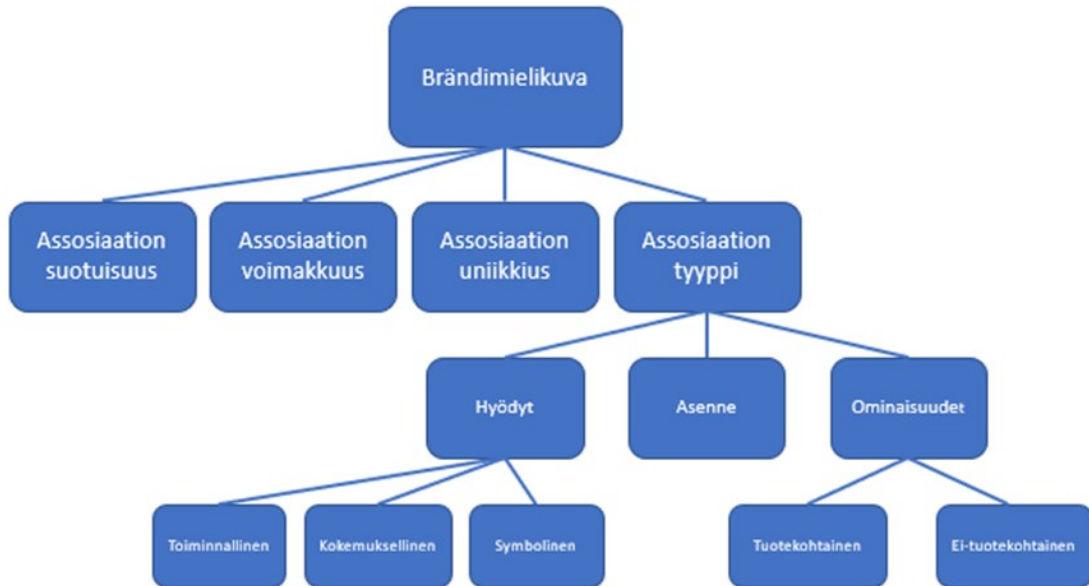 Brändimielikuva
Assosiaation
suotuisuus
Assosiaation
voimakkuus
Assosiaation
uniikkius
Assosiaation
tyyppi
Hyödyt
Asenne
Ominaisuudet
Toiminnallinen
Kokemuksellinen
Symbolinen
Tuotekohtainen
Ei-tuotekohtainen